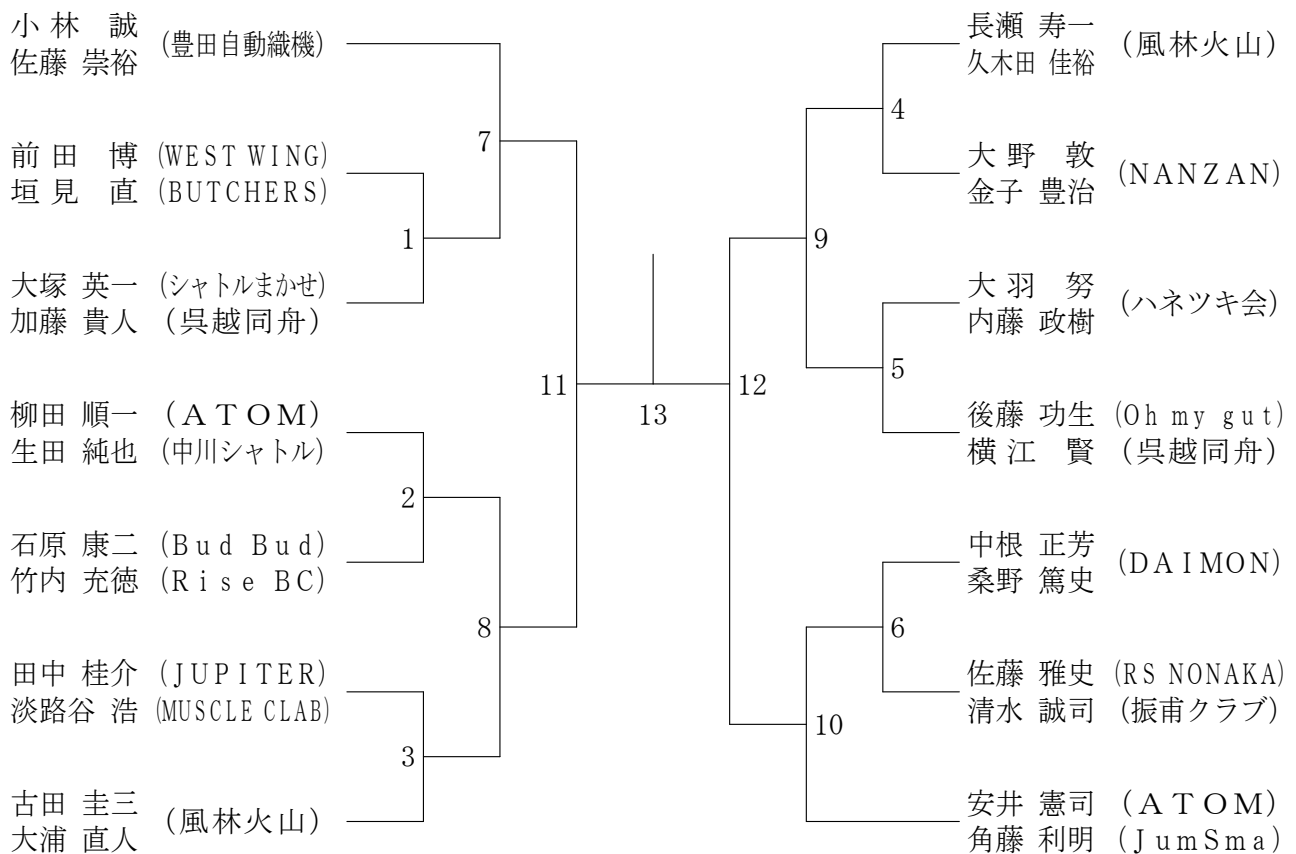 小林 誠 (豊田自動織機)
佐藤 崇裕
前田 博 (WEST WING)
垣見 直 (BUTCHERS)
大塚 英一 (シャトルまかせ)
加藤 貴人 (呉越同舟)
柳田 順一 (ATOM)
生田 純也 (中川シャトル)
石原 康二 (Bud Bud)
竹内 充徳 (Rise BC)
田中 桂介 (JUPITER)
淡路谷 浩 (MUSCLE CLAB)
古田 圭三 (風林火山)
大浦 直人
7
1
11
2
8
3
13
12
4
9
5
6
10
長瀬 寿一 (風林火山)
久木田 佳裕
大野 敦 (NANZAN)
金子 豊治
大羽 努 (ハネツキ会)
内藤 政樹
後藤 功生 (Oh my gut)
横江 賢 (呉越同舟)
中根 正芳 (DAIMON)
桑野 篤史
佐藤 雅史 (RS NONAKA)
清水 誠司 (振甫クラブ)
安井 憲司 (ATOM)
角藤 利明 (JumSma)